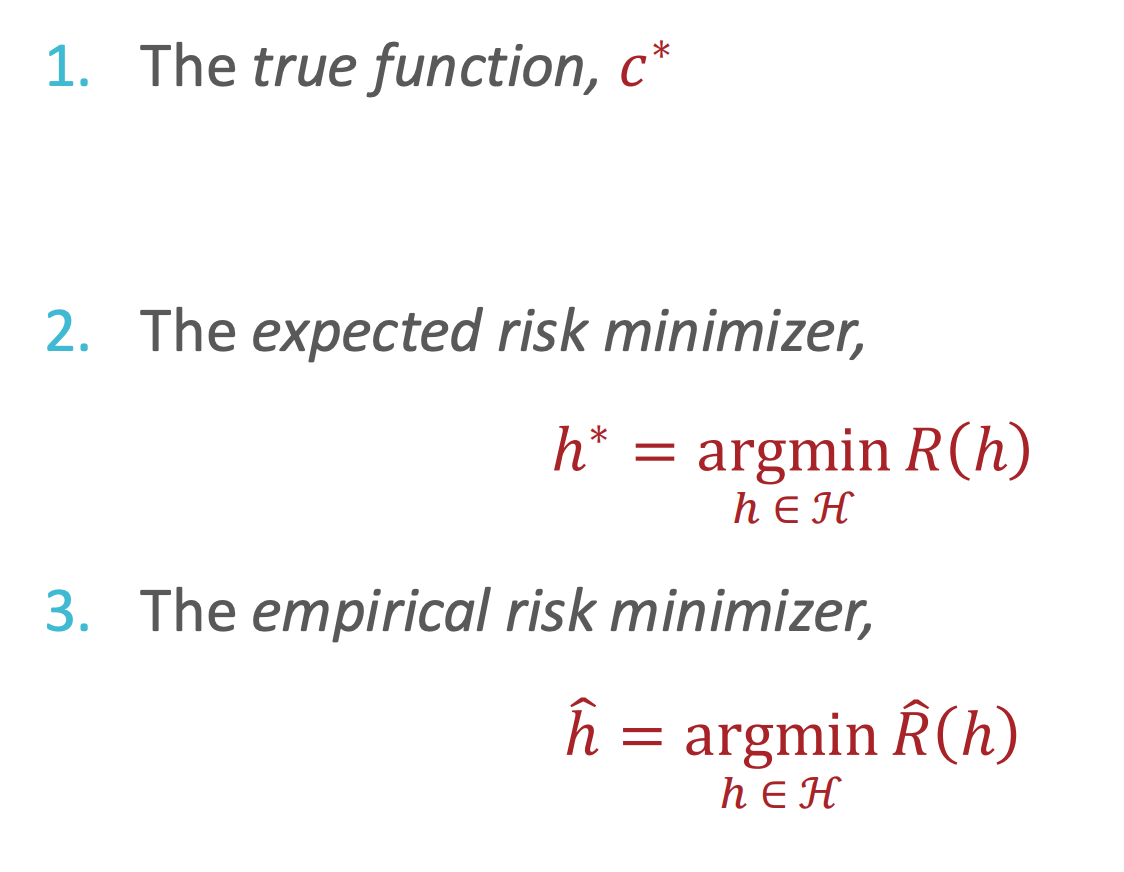 1. The true function, c*
2. The expected risk minimizer,
h* = argmin R(h)
h ∈ ℋ
3. The empirical risk minimizer,
ĥ = argmin R̂(h)
h ∈ ℋ